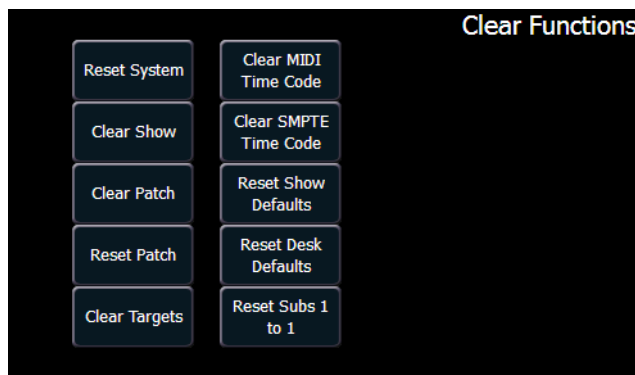 Clear Functions
Reset System
Clear MIDI
Time Code
Clear Show
Clear SMPTE
Time Code
Clear Patch
Reset Show
Defaults
Reset Patch
Reset Desk
Defaults
Clear Targets
Reset Subs 1
to 1